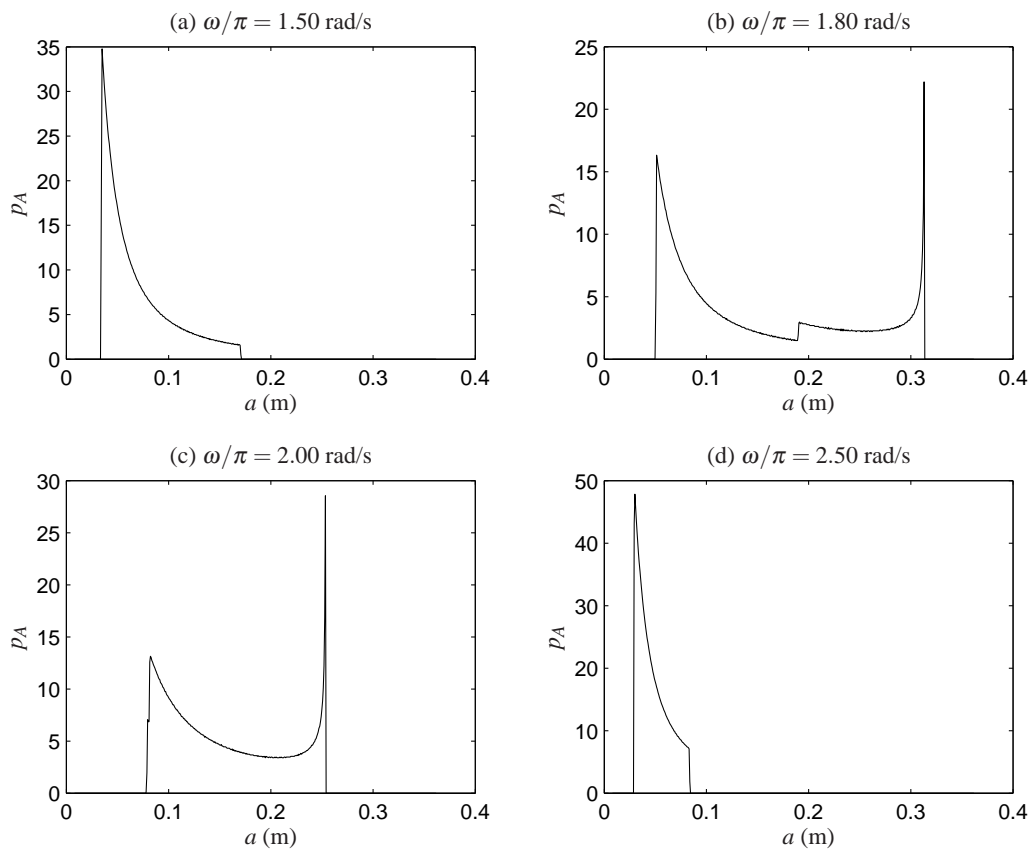 (a) ω/π = 1.50 rad/s
35
30
25
20
15
10
5
0
p_A
0 0.1 0.2 0.3 0.4
a (m)
(b) ω/π = 1.80 rad/s
25
20
15
10
5
0
p_A
0 0.1 0.2 0.3 0.4
a (m)
(c) ω/π = 2.00 rad/s
30
25
20
15
10
5
0
p_A
0 0.1 0.2 0.3 0.4
a (m)
(d) ω/π = 2.50 rad/s
50
40
30
20
10
0
p_A
0 0.1 0.2 0.3 0.4
a (m)